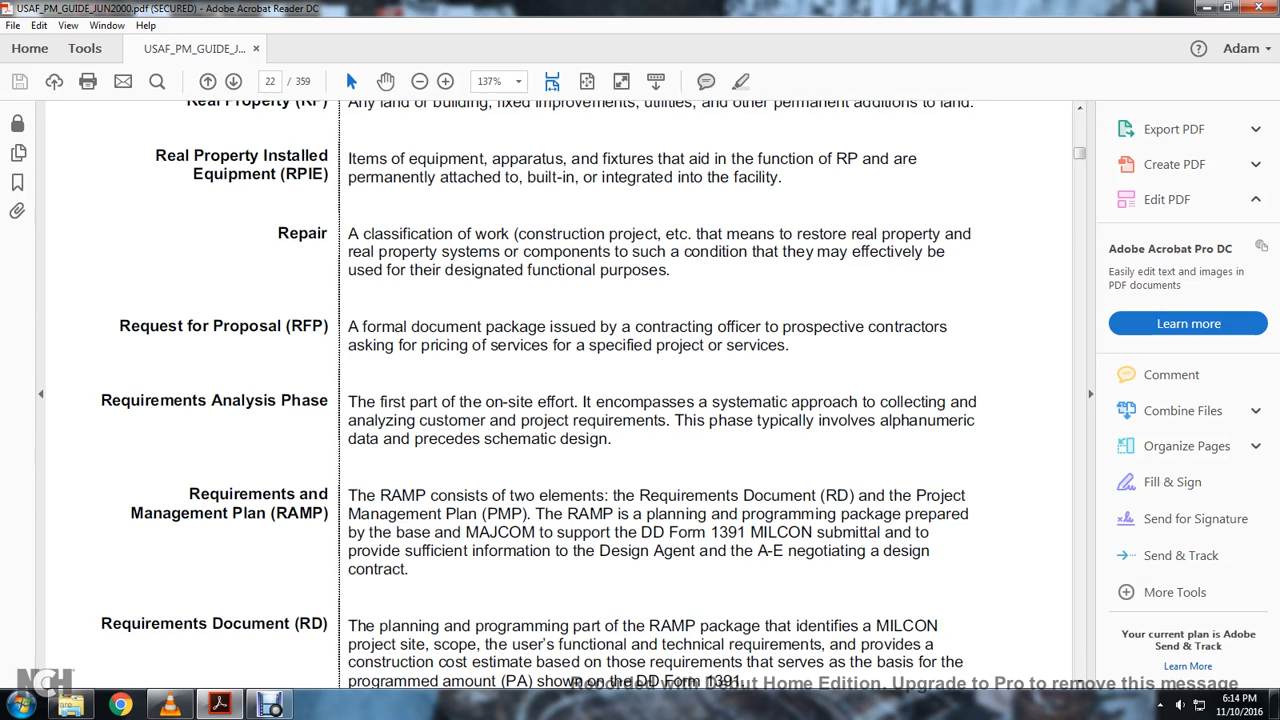 USAF_PM_GUIDE_JUN2000.pdf (SECURED) - Adobe Acrobat Reader DC
File Edit View Window Help
Home Tools USAF_PM_GUIDE_J... × Adam
22 / 359 137%
Real Property (RP) Any land or building, fixed improvements, utilities, and other permanent additions to land.
Real Property Installed Items of equipment, apparatus, and fixtures that aid in the function of RP and are
Equipment (RPIE) permanently attached to, built-in, or integrated into the facility.
Repair A classification of work (construction project, etc. that means to restore real property and
real property systems or components to such a condition that they may effectively be
used for their designated functional purposes.
Request for Proposal (RFP) A formal document package issued by a contracting officer to prospective contractors
asking for pricing of services for a specified project or services.
Requirements Analysis Phase The first part of the on-site effort. It encompasses a systematic approach to collecting and
analyzing customer and project requirements. This phase typically involves alphanumeric
data and precedes schematic design.
Requirements and The RAMP consists of two elements: the Requirements Document (RD) and the Project
Management Plan (RAMP) Management Plan (PMP). The RAMP is a planning and programming package prepared
by the base and MAJCOM to support the DD Form 1391 MILCON submittal and to
provide sufficient information to the Design Agent and the A-E negotiating a design
contract.
Requirements Document (RD) The planning and programming part of the RAMP package that identifies a MILCON
project site, scope, the user's functional and technical requirements, and provides a
construction cost estimate based on those requirements that serves as the basis for the
programmed amount (PA) shown on the DD Form 1391.
Export PDF
Create PDF
Edit PDF
Adobe Acrobat Pro DC
Easily edit text and images in
PDF documents
Learn more
Comment
Combine Files
Organize Pages
Fill & Sign
Send for Signature
Send & Track
More Tools
Your current plan is Adobe
Send & Track
Learn More
NCH
Recorded with Debut Home Edition. Upgrade to Pro to remove this message
6:14 PM
11/10/2016